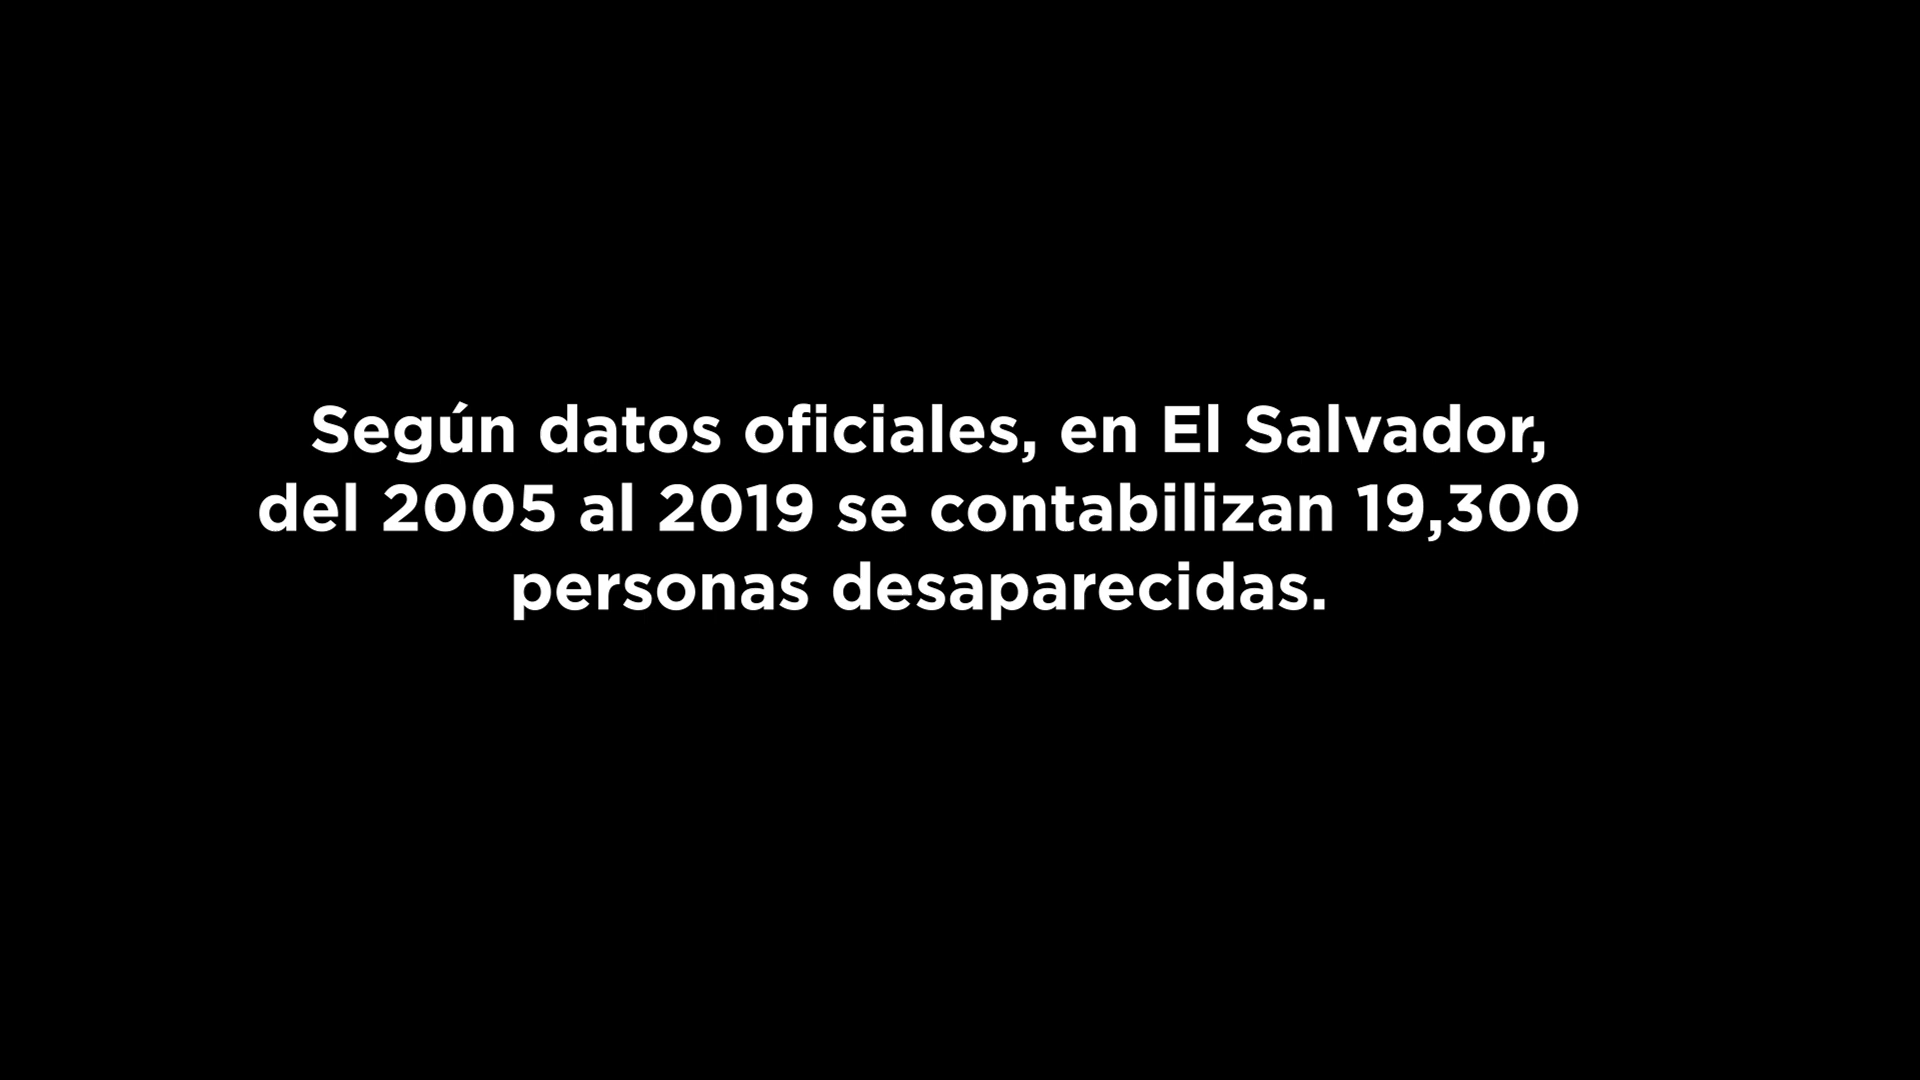 Según datos oficiales, en El Salvador,
del 2005 al 2019 se contabilizan 19,300
personas desaparecidas.